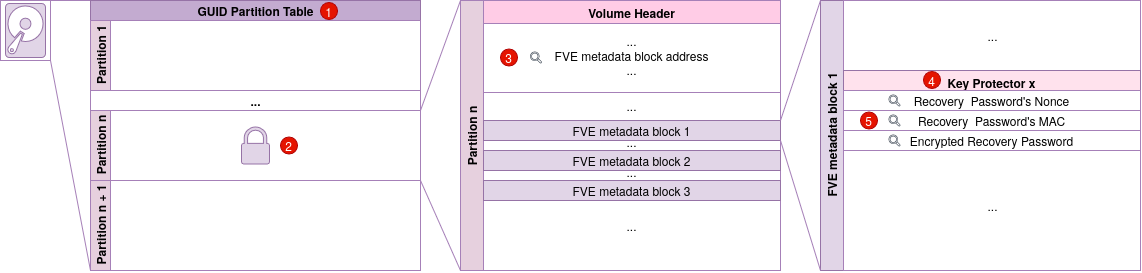 GUID Partition Table 1
Partition 1
...
Partition n
2
Partition n + 1
Partition n
Volume Header
...
3 FVE metadata block address
...
...
FVE metadata block 1
...
FVE metadata block 2
...
FVE metadata block 3
...
FVE metadata block 1
...
4 Key Protector x
Recovery Password's Nonce
5 Recovery Password's MAC
Encrypted Recovery Password
...